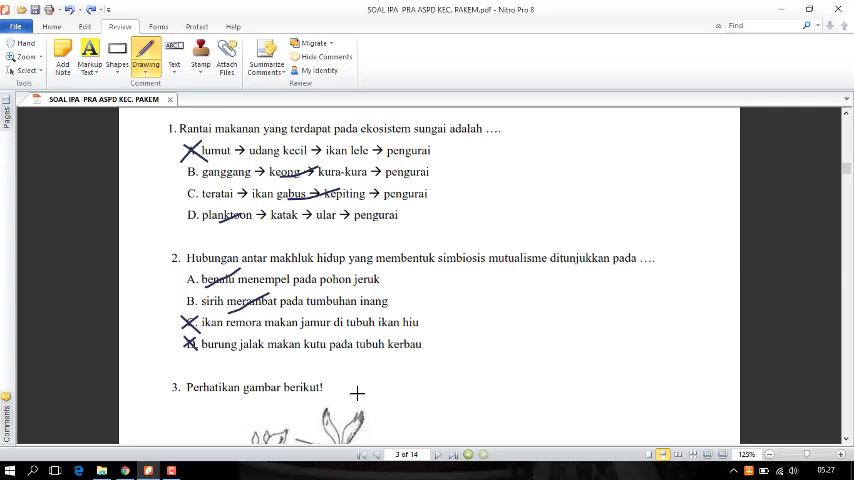 SOAL IPA PRA ASPD KEC. PAKEM.pdf - Nitro Pro 8
File Home Edit Review Forms Protect Help
Find
Hand
Zoom
Select
Tools
Add Note
Markup Text
Shapes
Drawing
Text
Stamp
Attach Files
Comment
Summarize Comments
Migrate
Hide Comments
My Identity
Review
SOAL IPA PRA ASPD KEC. PAKEM
Pages
1. Rantai makanan yang terdapat pada ekosistem sungai adalah ….
A. lumut → udang kecil → ikan lele → pengurai
B. ganggang → keong → kura-kura → pengurai
C. teratai → ikan gabus → kepiting → pengurai
D. planktoon → katak → ular → pengurai
2. Hubungan antar makhluk hidup yang membentuk simbiosis mutualisme ditunjukkan pada ….
A. benalu menempel pada pohon jeruk
B. sirih merambat pada tumbuhan inang
C. ikan remora makan jamur di tubuh ikan hiu
D. burung jalak makan kutu pada tubuh kerbau
3. Perhatikan gambar berikut!
Comments
3 of 14
125%
05.27